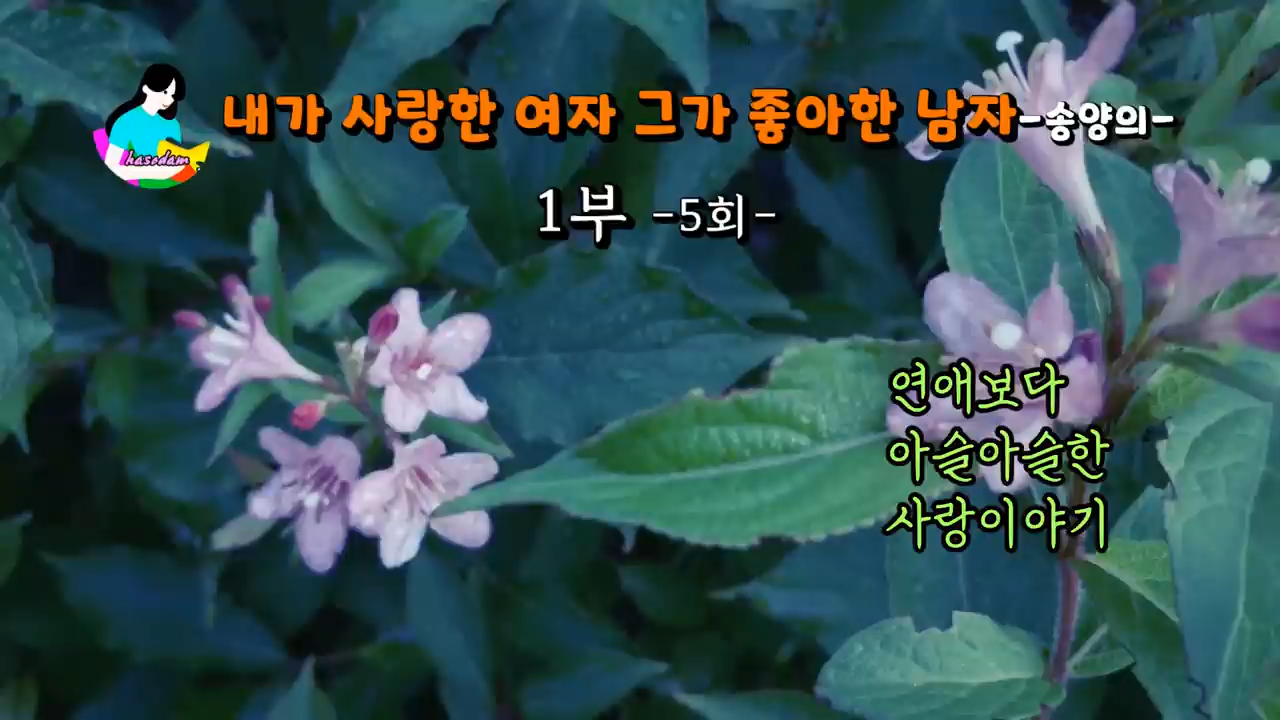 내가 사랑한 여자 그가 좋아한 남자-송양의-
hasodam
1부 -5회-
연애보다
아슬아슬한
사랑이야기